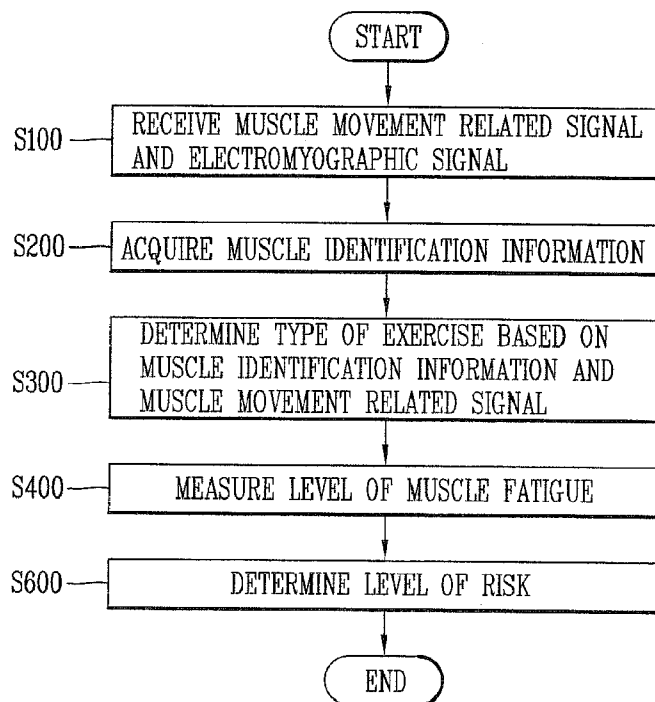 START
S100
RECEIVE MUSCLE MOVEMENT RELATED SIGNAL
AND ELECTROMYOGRAPHIC SIGNAL
S200
ACQUIRE MUSCLE IDENTIFICATION INFORMATION
S300
DETERMINE TYPE OF EXERCISE BASED ON
MUSCLE IDENTIFICATION INFORMATION AND
MUSCLE MOVEMENT RELATED SIGNAL
S400
MEASURE LEVEL OF MUSCLE FATIGUE
S600
DETERMINE LEVEL OF RISK
END